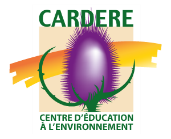 CARDERE
CENTRE D'ÉDUCATION
À L'ENVIRONNEMENT